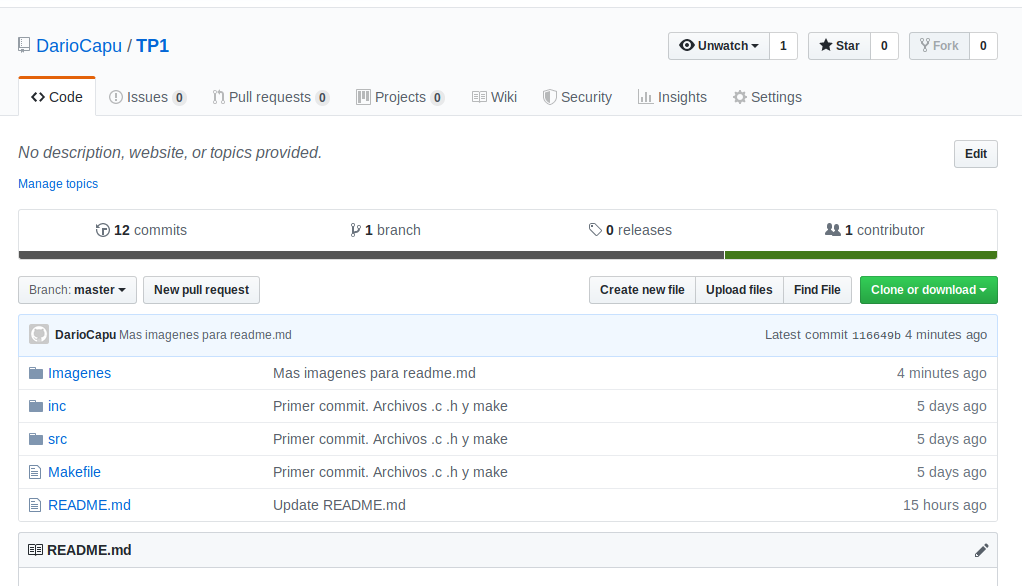 DarioCapu / TP1
Unwatch 1 Star 0 Fork 0
Code Issues 0 Pull requests 0 Projects 0 Wiki Security Insights Settings
No description, website, or topics provided. Edit
Manage topics
12 commits 1 branch 0 releases 1 contributor
Branch: master New pull request Create new file Upload files Find File Clone or download
DarioCapu Mas imagenes para readme.md Latest commit 116649b 4 minutes ago
Imagenes Mas imagenes para readme.md 4 minutes ago
inc Primer commit. Archivos .c .h y make 5 days ago
src Primer commit. Archivos .c .h y make 5 days ago
Makefile Primer commit. Archivos .c .h y make 5 days ago
README.md Update README.md 15 hours ago
README.md